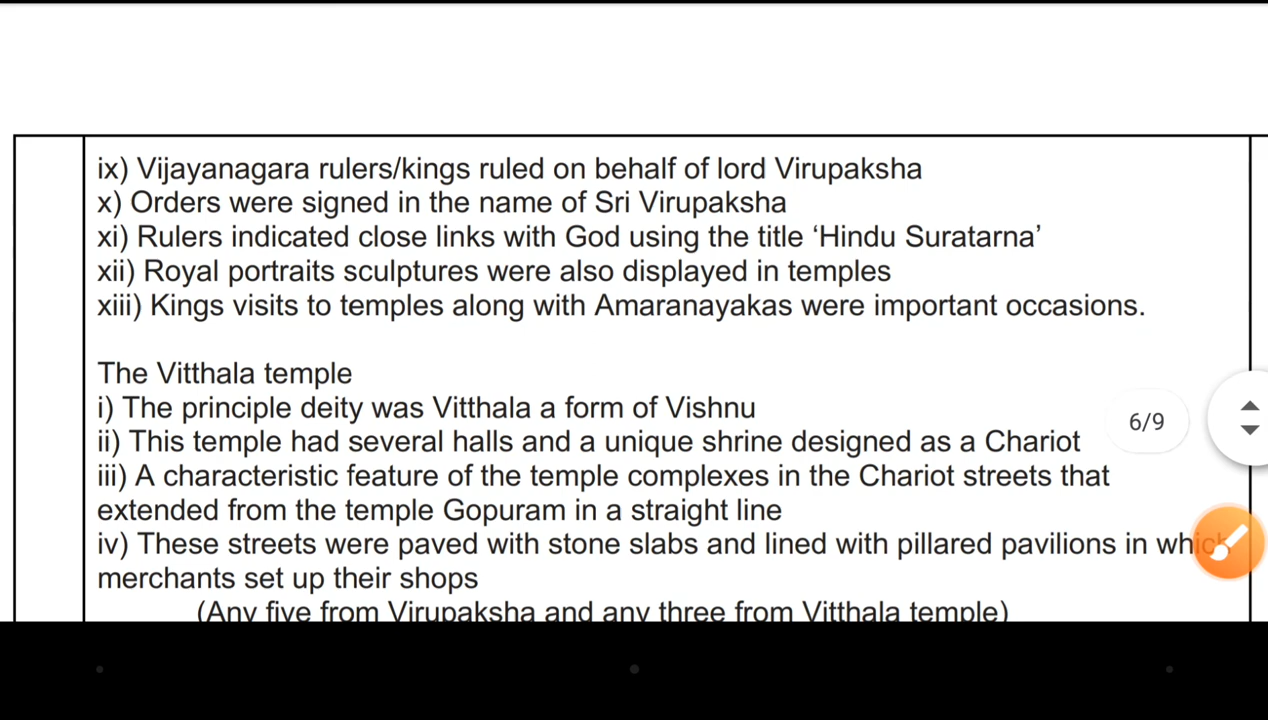 ix) Vijayanagara rulers/kings ruled on behalf of lord Virupaksha
x) Orders were signed in the name of Sri Virupaksha
xi) Rulers indicated close links with God using the title ‘Hindu Suratarna’
xii) Royal portraits sculptures were also displayed in temples
xiii) Kings visits to temples along with Amaranayakas were important occasions.
The Vitthala temple
i) The principle deity was Vitthala a form of Vishnu
ii) This temple had several halls and a unique shrine designed as a Chariot
6/9
iii) A characteristic feature of the temple complexes in the Chariot streets that
extended from the temple Gopuram in a straight line
iv) These streets were paved with stone slabs and lined with pillared pavilions in which
merchants set up their shops
(Any five from Virupaksha and any three from Vitthala temple)